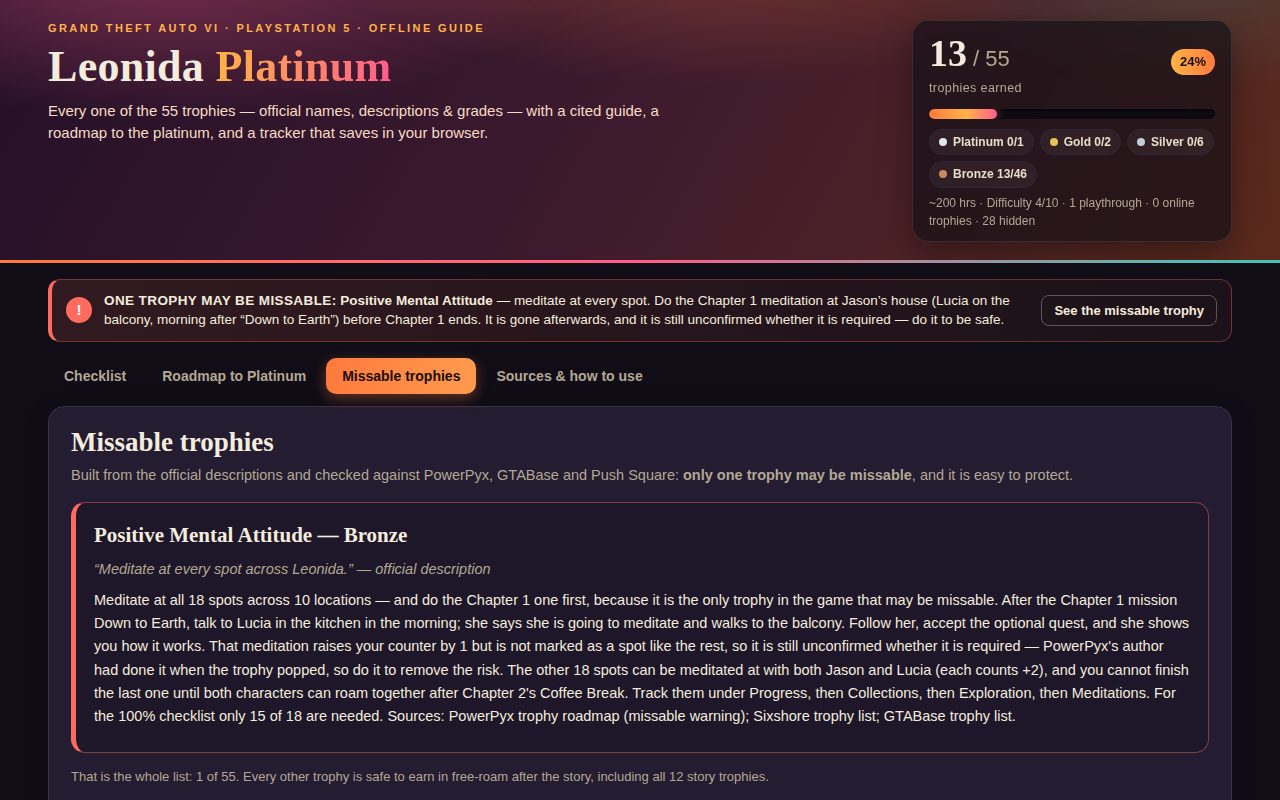 GRAND THEFT AUTO VI · PLAYSTATION 5 · OFFLINE GUIDE
Leonida Platinum
Every one of the 55 trophies — official names, descriptions & grades — with a cited guide, a
roadmap to the platinum, and a tracker that saves in your browser.
13 / 55
24%
trophies earned
Platinum 0/1
Gold 0/2
Silver 0/6
Bronze 13/46
~200 hrs · Difficulty 4/10 · 1 playthrough · 0 online
trophies · 28 hidden
!
ONE TROPHY MAY BE MISSABLE: Positive Mental Attitude — meditate at every spot. Do the Chapter 1 meditation at Jason’s house (Lucia on the
balcony, morning after “Down to Earth”) before Chapter 1 ends. It is gone afterwards, and it is still unconfirmed whether it is required — do it to be safe.
See the missable trophy
Checklist
Roadmap to Platinum
Missable trophies
Sources & how to use
Missable trophies
Built from the official descriptions and checked against PowerPyx, GTABase and Push Square: only one trophy may be missable, and it is easy to protect.
Positive Mental Attitude — Bronze
“Meditate at every spot across Leonida.” — official description
Meditate at all 18 spots across 10 locations — and do the Chapter 1 one first, because it is the only trophy in the game that may be missable. After the Chapter 1 mission
Down to Earth, talk to Lucia in the kitchen in the morning; she says she is going to meditate and walks to the balcony. Follow her, accept the optional quest, and she shows
you how it works. That meditation raises your counter by 1 but is not marked as a spot like the rest, so it is still unconfirmed whether it is required — PowerPyx's author
had done it when the trophy popped, so do it to remove the risk. The other 18 spots can be meditated at with both Jason and Lucia (each counts +2), and you cannot finish
the last one until both characters can roam together after Chapter 2's Coffee Break. Track them under Progress, then Collections, then Exploration, then Meditations. For
the 100% checklist only 15 of 18 are needed. Sources: PowerPyx trophy roadmap (missable warning); Sixshore trophy list; GTABase trophy list.
That is the whole list: 1 of 55. Every other trophy is safe to earn in free-roam after the story, including all 12 story trophies.